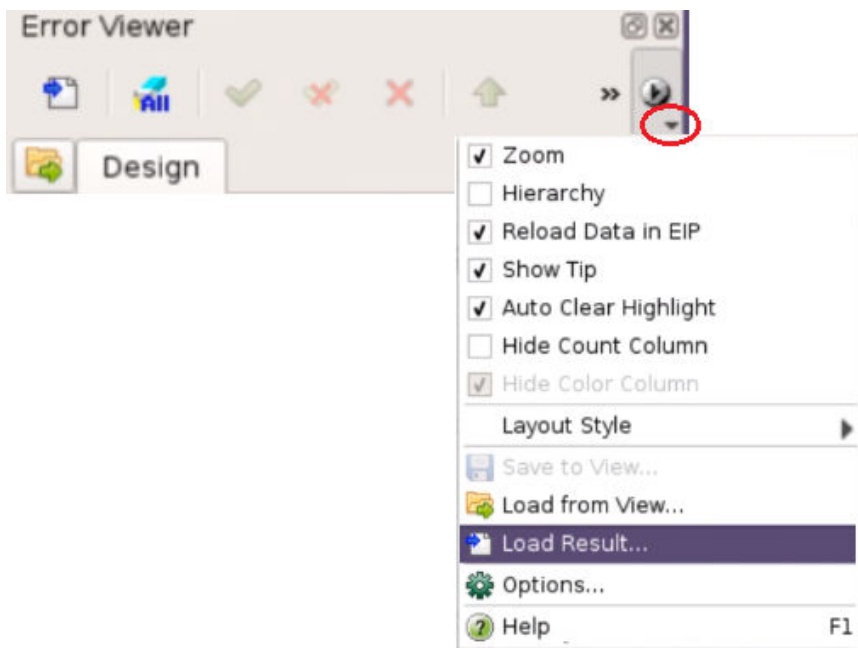 Error Viewer
All
»
Design
Zoom
Hierarchy
Reload Data in EIP
Show Tip
Auto Clear Highlight
Hide Count Column
Hide Color Column
Layout Style
Save to View...
Load from View...
Load Result...
Options...
Help F1